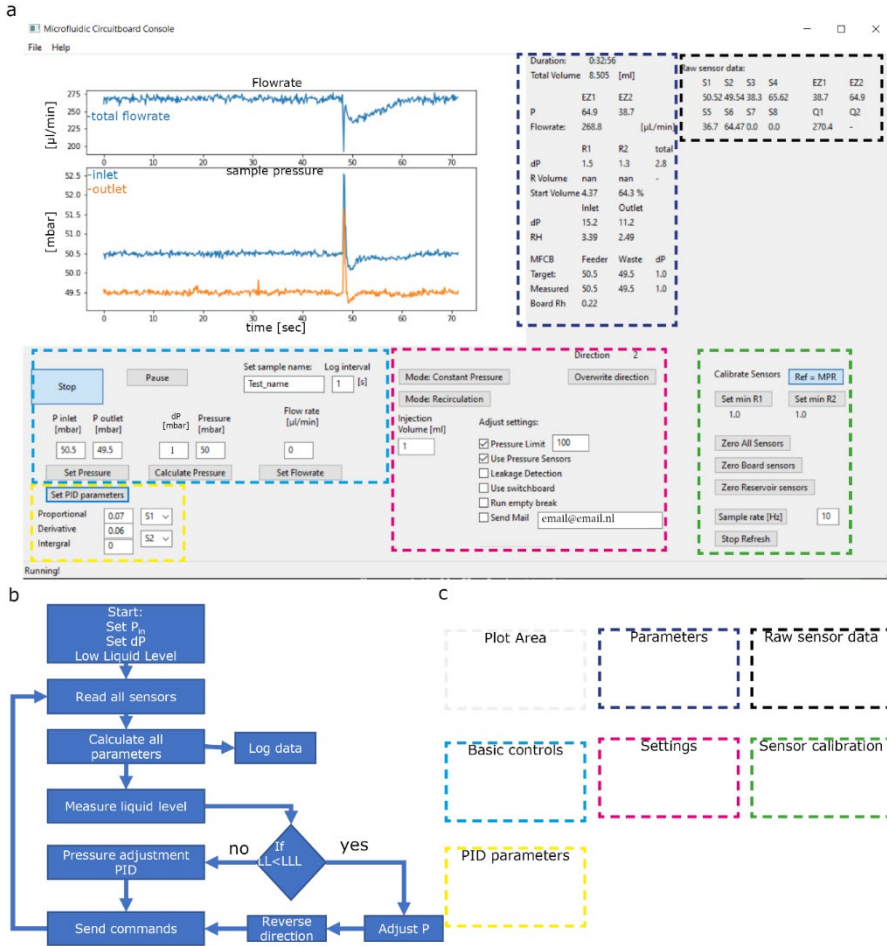 a
Microfluidic Circuitboard Console
File Help
Flowrate
275
250
225
200
[µl/min]
-total flowrate
sample pressure
-inlet
-outlet
52.5
52.0
51.5
51.0
50.5
50.0
49.5
[mbar]
0 10 20 30 40 50 60 70
time [sec]
Duration: 0:32:56
Total Volume 8.505 [ml]
EZ1 EZ2
P 64.9 38.7
Flowrate: 268.8 [µL/min]
R1 R2 total
dP 1.5 1.3 2.8
R Volume nan nan -
Start Volume 4.37 64.3 %
Inlet Outlet
dP 15.2 11.2
RH 3.39 2.49
MFCB Feeder Waste dP
Target: 50.5 49.5 1.0
Measured 50.5 49.5 1.0
Board Rh 0.22
Raw sensor data:
S1 S2 S3 S4 EZ1 EZ2
50.52 49.54 38.3 65.62 38.7 64.9
S5 S6 S7 S8 Q1 Q2
36.7 64.47 0.0 0.0 270.4 -
Stop
Pause
Set sample name: Log interval
Test_name 1 [s]
P inlet P outlet dP Pressure Flow rate
[mbar] [mbar] [mbar] [mbar] [µl/min]
50.5 49.5 1 50 0
Set Pressure Calculate Pressure Set Flowrate
Set PID parameters
Proportional 0.07 S1
Derivative 0.06
Intergral 0 S2
Running!
Direction 2
Mode: Constant Pressure Overwrite direction
Mode: Recirculation
Injection
Volume [ml]
1
Adjust settings:
Pressure Limit 100
Use Pressure Sensors
Leakage Detection
Use switchboard
Run empty break
Send Mail email@email.nl
Calibrate Sensors Ref = MPR
Set min R1 Set min R2
1.0 1.0
Zero All Sensors
Zero Board sensors
Zero Reservoir sensors
Sample rate [Hz] 10
Stop Refresh
b
Start:
Set Pin
Set dP
Low Liquid Level
Read all sensors
Calculate all
parameters
Log data
Measure liquid level
If
LL<LLL
no
yes
Pressure adjustment
PID
Send commands
Reverse
direction
Adjust P
c
Plot Area
Parameters
Raw sensor data
Basic controls
Settings
Sensor calibration
PID parameters